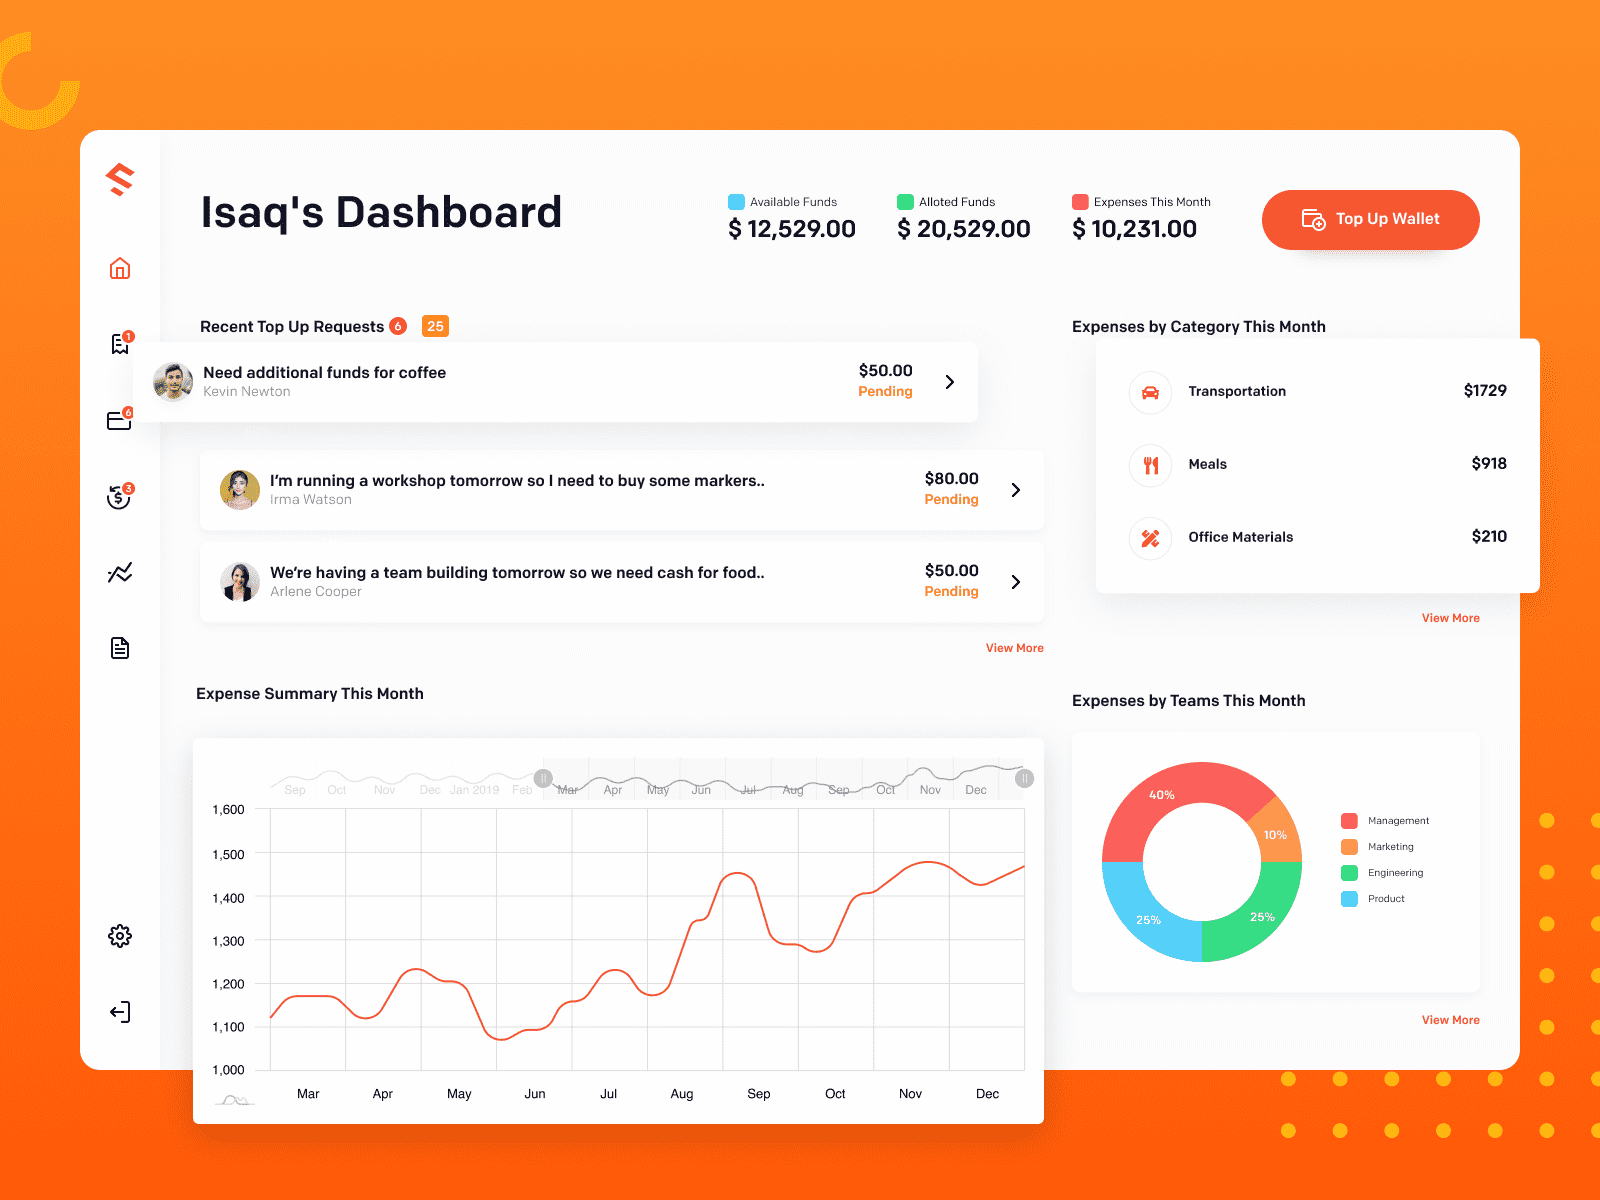 Isaq's Dashboard
Available Funds
$ 12,529.00
Alloted Funds
$ 20,529.00
Expenses This Month
$ 10,231.00
Top Up Wallet
1
6
3
Recent Top Up Requests 6 25
Need additional funds for coffee
Kevin Newton
$50.00
Pending
I'm running a workshop tomorrow so I need to buy some markers..
Irma Watson
$80.00
Pending
We're having a team building tomorrow so we need cash for food..
Arlene Cooper
$50.00
Pending
View More
Expenses by Category This Month
Transportation $1729
Meals $918
Office Materials $210
View More
Expense Summary This Month
Sep Oct Nov Dec Jan 2019 Feb Mar Apr May Jun Jul Aug Sep Oct Nov Dec
1,600
1,500
1,400
1,300
1,200
1,100
1,000
Mar Apr May Jun Jul Aug Sep Oct Nov Dec
Expenses by Teams This Month
40%
10%
25%
25%
Management
Marketing
Engineering
Product
View More